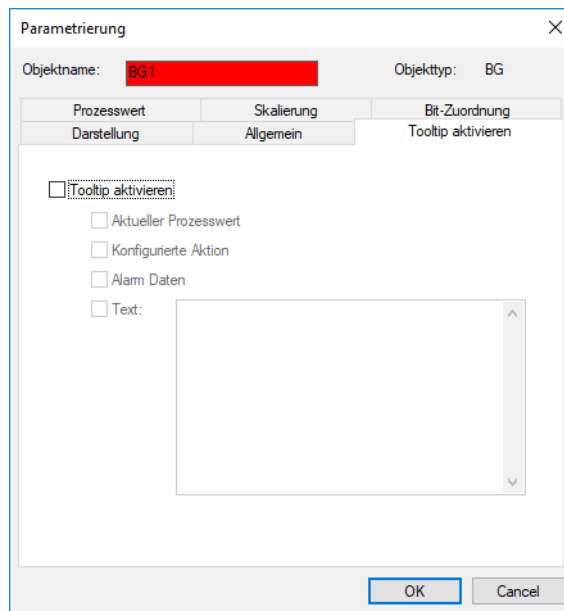 Parametrierung
Objektname: BG1 Objekttyp: BG
Prozesswert Skalierung Bit-Zuordnung
Darstellung Allgemein Tooltip aktivieren
Tooltip aktivieren
Aktueller Prozesswert
Konfigurierte Aktion
Alarm Daten
Text:
OK Cancel